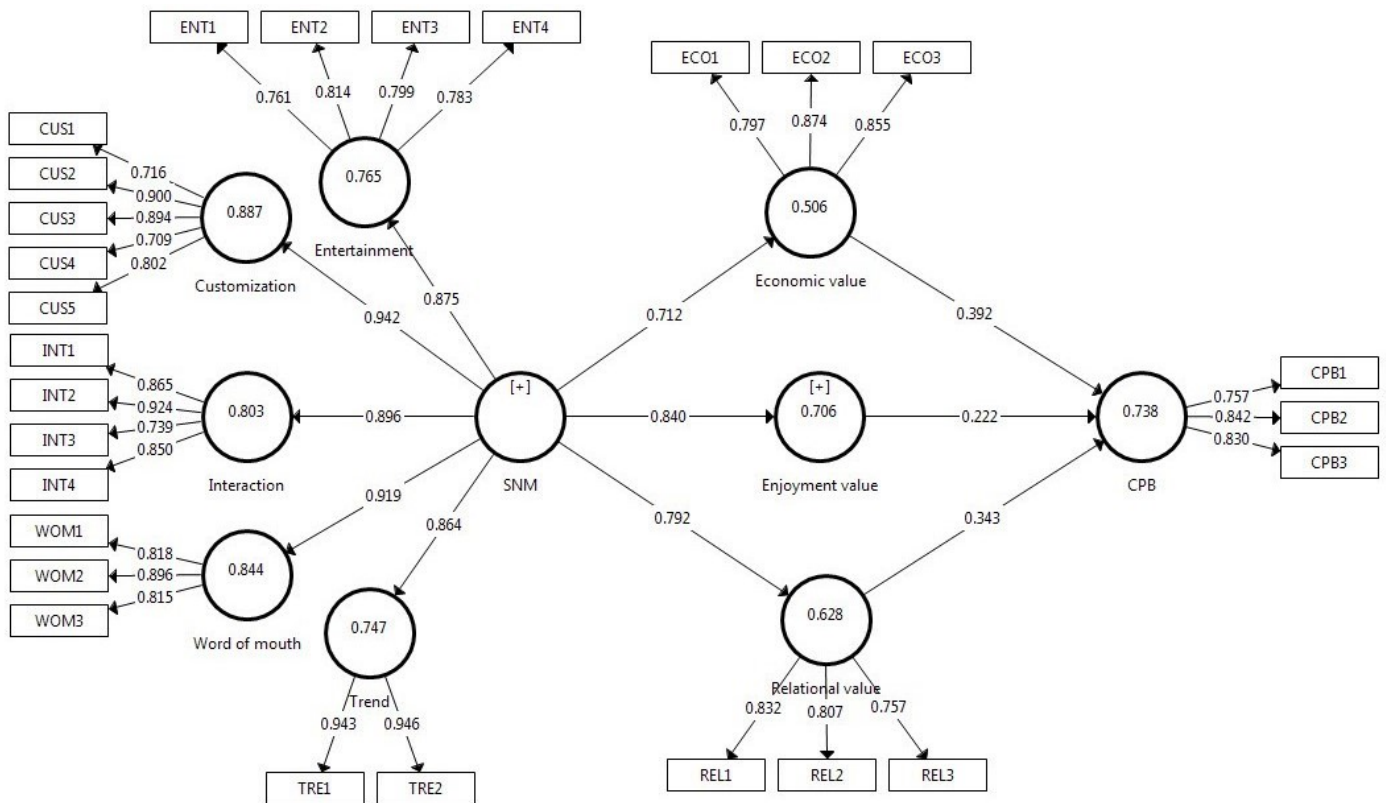 ENT1 ENT2 ENT3 ENT4
0.761 0.814 0.799 0.783
0.765
Entertainment
CUS1
CUS2
CUS3
CUS4
CUS5
0.716
0.900
0.894
0.709
0.802
0.887
Customization
INT1
INT2
INT3
INT4
0.865
0.924
0.739
0.850
0.803
Interaction
WOM1
WOM2
WOM3
0.818
0.896
0.815
0.844
Word of mouth
0.747
Trend
0.943 0.946
TRE1 TRE2
0.875
0.942
0.896
0.919
0.864
[+]
SNM
0.712
0.840
0.792
ECO1 ECO2 ECO3
0.797 0.874 0.855
0.506
Economic value
[+]
0.706
Enjoyment value
0.628
Relational value
0.832 0.807 0.757
REL1 REL2 REL3
0.392
0.222
0.343
0.738
CPB
0.757
0.842
0.830
CPB1
CPB2
CPB3